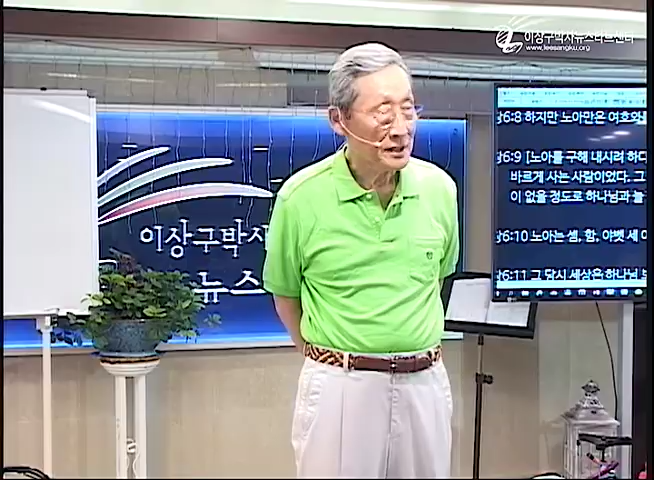 이상구박사뉴스타트센터
www.leesangku.org
6:8 하지만 노아만은 여호와
6:9 [노아를 구해 내시려 하
바르게 사는 사람이었다. 그
이 없을 정도로 하나님과 늘
6:10 노아는 셈, 함, 야벳 세
6:11 그 당시 세상은 하나님
이상구박사
뉴스